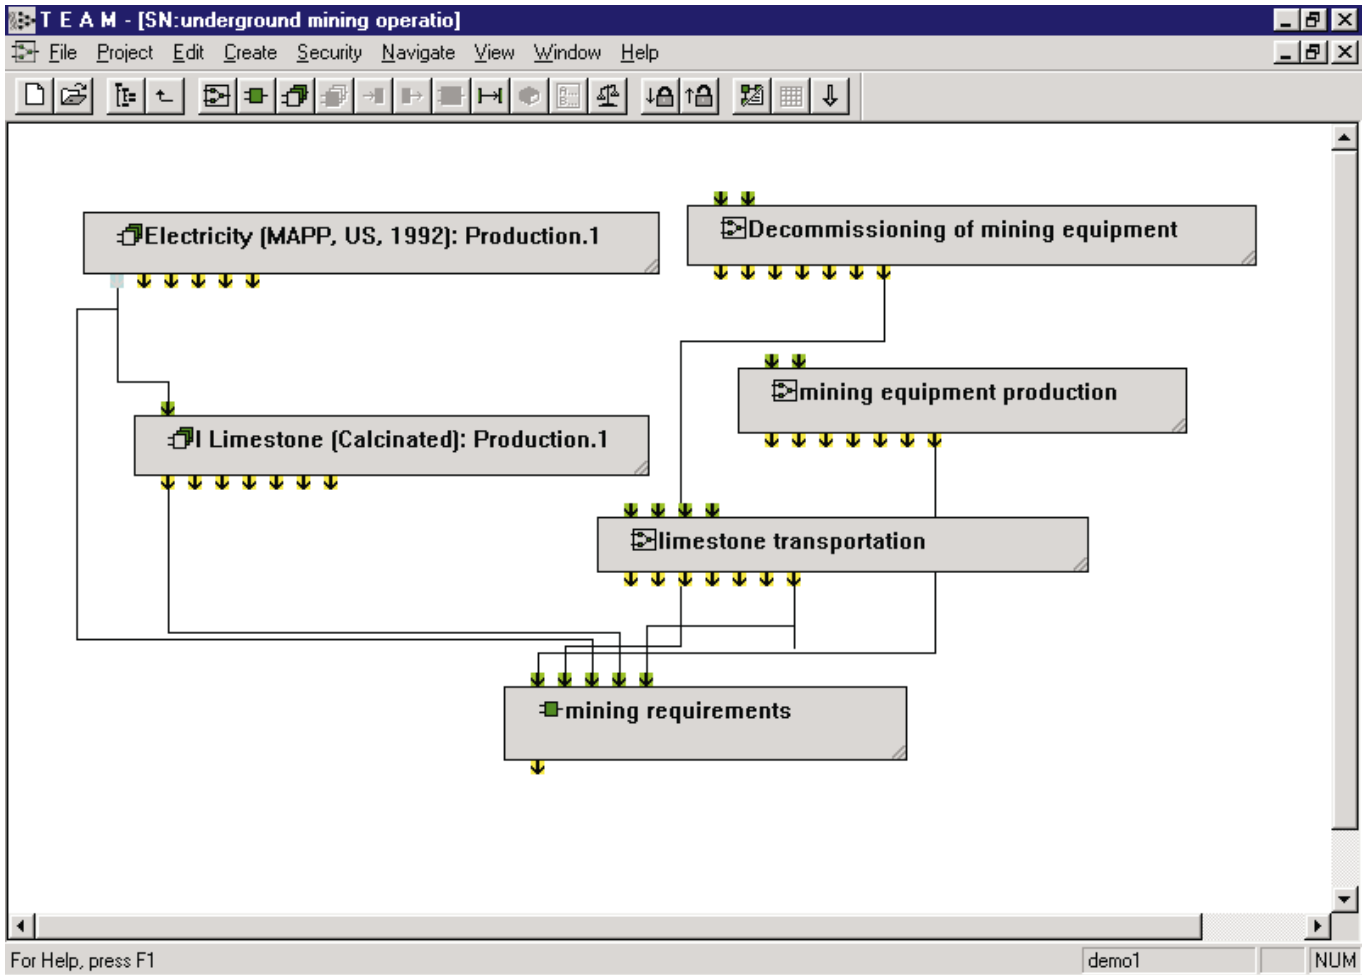 T E A M - [SN:underground mining operatio]
File Project Edit Create Security Navigate View Window Help
Electricity (MAPP, US, 1992): Production.1
Decommissioning of mining equipment
mining equipment production
I Limestone (Calcinated): Production.1
limestone transportation
mining requirements
For Help, press F1
demo1
NUM